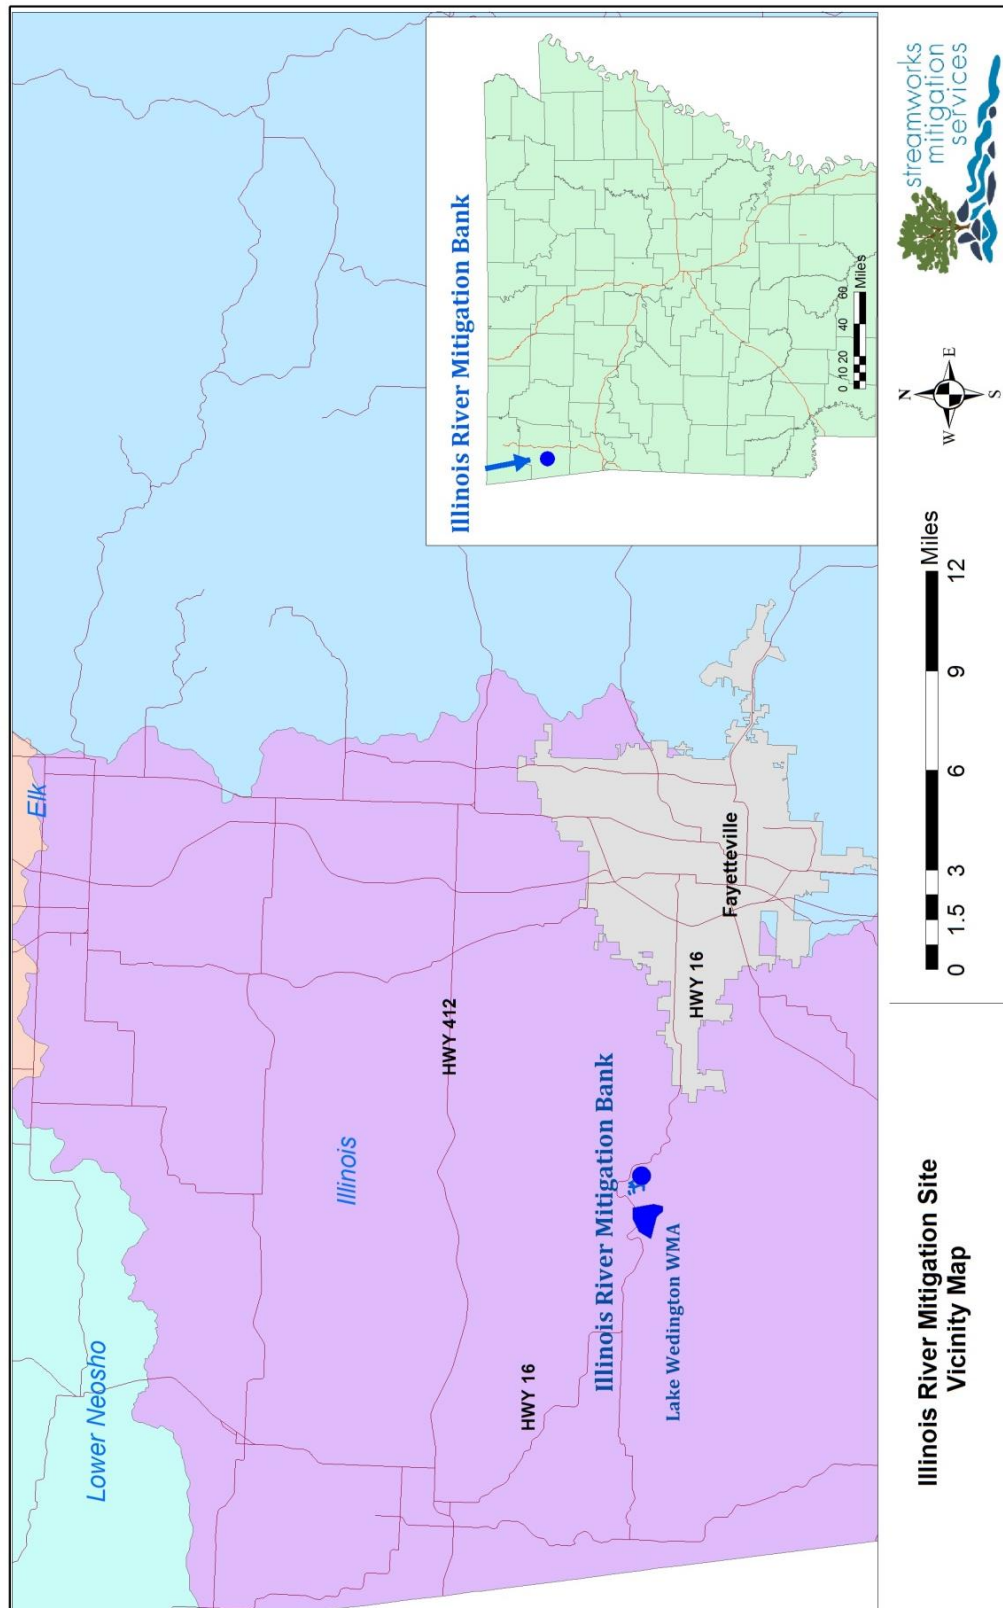 Lower Neosho
Elk
Illinois
HWY 412
HWY 16
Illinois River Mitigation Bank
Lake Wedington WMA
HWY 16
Fayetteville
Illinois River Mitigation Bank
0 10 20 40 60
Miles
Illinois River Mitigation Site
Vicinity Map
0 1.5 3 6 9 12
Miles
N
W
E
S
streamworks
mitigation
services